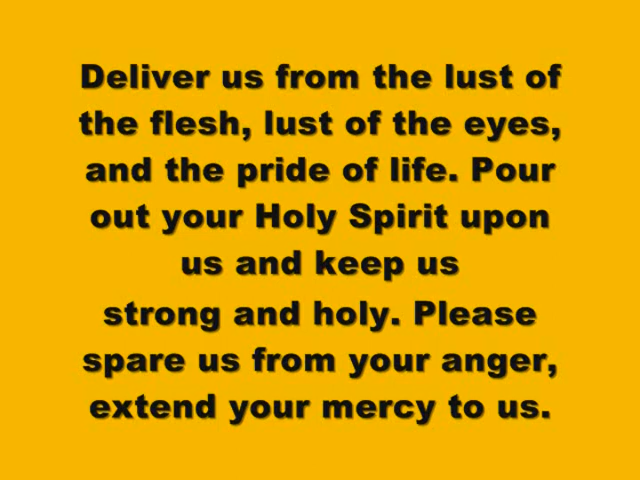 Deliver us from the lust of
the flesh, lust of the eyes,
and the pride of life. Pour
out your Holy Spirit upon
us and keep us
strong and holy. Please
spare us from your anger,
extend your mercy to us.